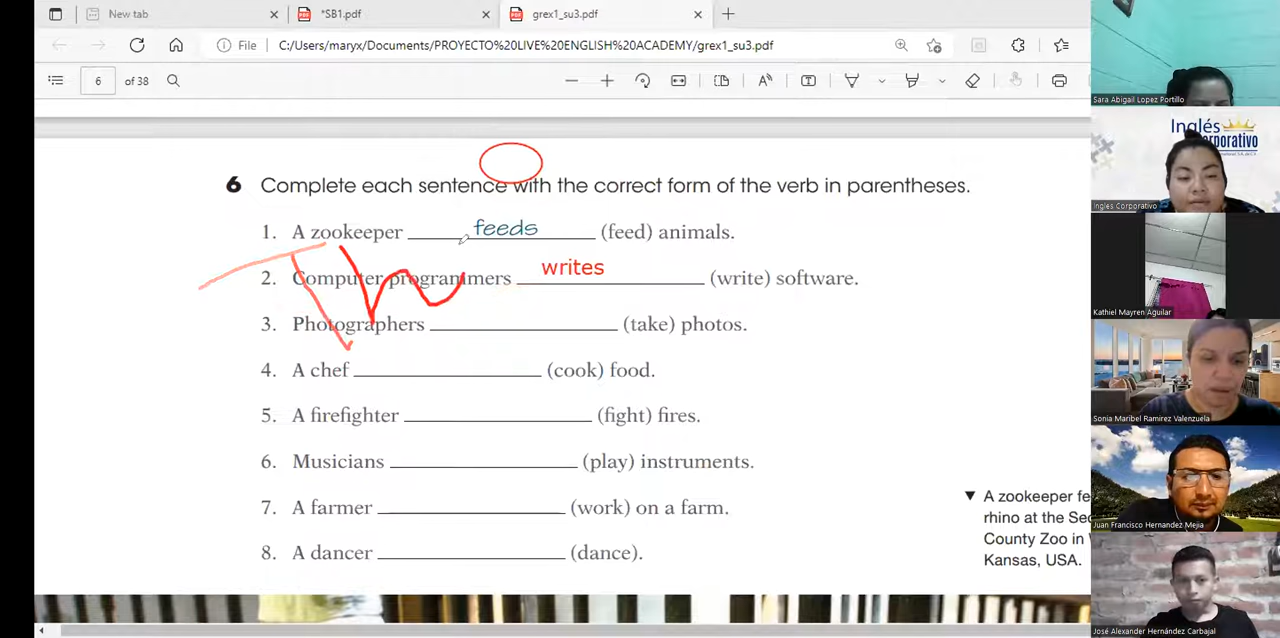 New tab
*SB1.pdf
grex1_su3.pdf
File C:/Users/maryx/Documents/PROYECTO%20LIVE%20ENGLISH%20ACADEMY/grex1_su3.pdf
6 of 38
6 Complete each sentence with the correct form of the verb in parentheses.
1. A zookeeper feeds (feed) animals.
2. Computer programmers writes (write) software.
3. Photographers (take) photos.
4. A chef (cook) food.
5. A firefighter (fight) fires.
6. Musicians (play) instruments.
7. A farmer (work) on a farm.
8. A dancer (dance).
A zookeeper fe
rhino at the Sed
County Zoo in
Kansas, USA.
Sara Abigail Lopez Portillo
Inglés
Corporativo
Inglés Corporativo
Kathiel Mayren Aguilar
Sonia Maribel Ramirez Valenzuela
Juan Francisco Hernandez Mejia
José Alexander Hernández Carbajal